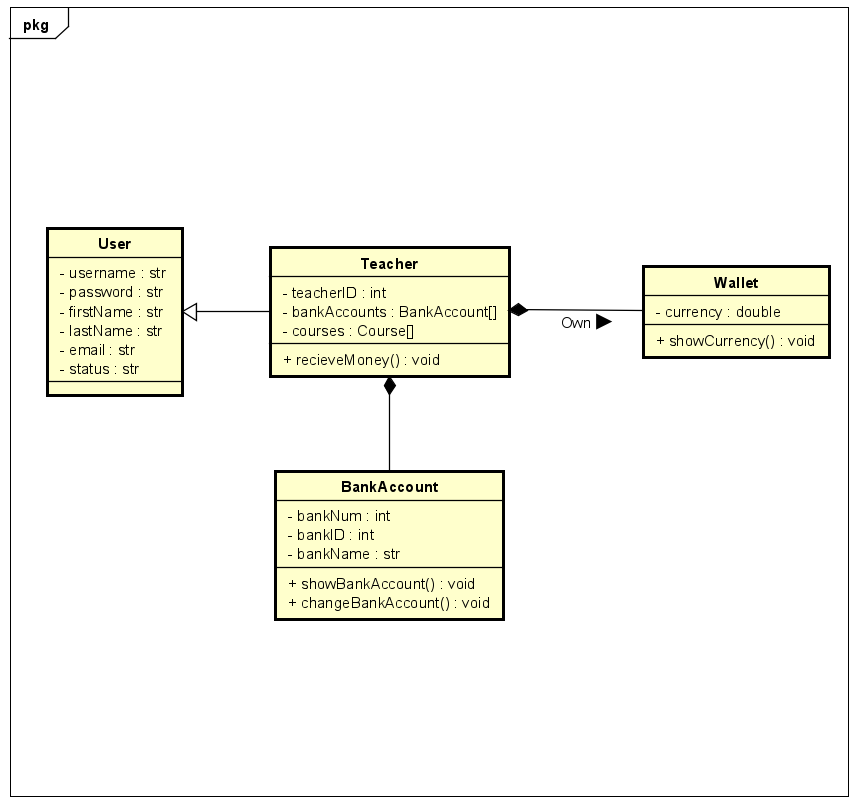 pkg
User
- username : str
- password : str
- firstName : str
- lastName : str
- email : str
- status : str
Teacher
- teacherID : int
- bankAccounts : BankAccount[]
- courses : Course[]
+ recieveMoney() : void
Own
Wallet
- currency : double
+ showCurrency() : void
BankAccount
- bankNum : int
- bankID : int
- bankName : str
+ showBankAccount() : void
+ changeBankAccount() : void